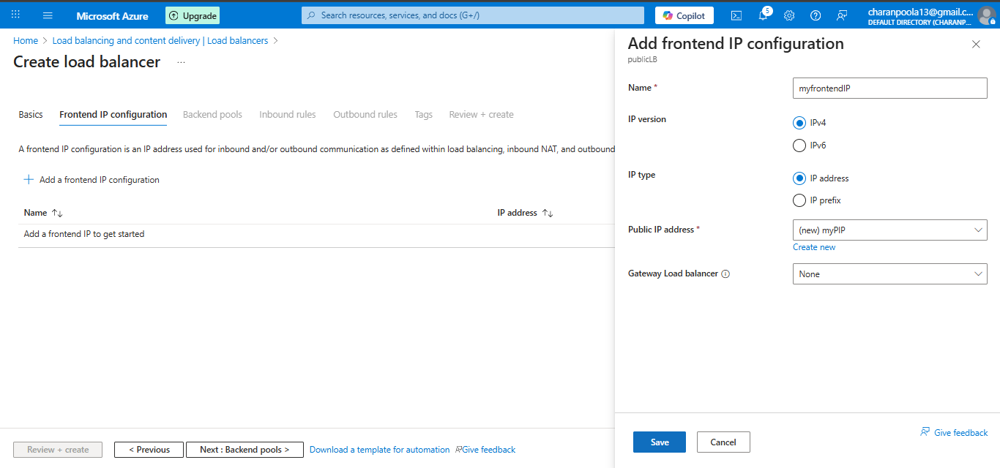 Microsoft Azure
Upgrade
Search resources, services, and docs (G+/)
Copilot
5
charanpoola13@gmail.c...
DEFAULT DIRECTORY (CHARANP...
Home > Load balancing and content delivery | Load balancers >
Create load balancer ...
Basics Frontend IP configuration Backend pools Inbound rules Outbound rules Tags Review + create
A frontend IP configuration is an IP address used for inbound and/or outbound communication as defined within load balancing, inbound NAT, and outbound
+ Add a frontend IP configuration
Name ↑↓ IP address ↑↓
Add a frontend IP to get started
Review + create < Previous Next : Backend pools > Download a template for automation Give feedback
Add frontend IP configuration
publicLB
Name * myfrontendIP
IP version IPv4
IPv6
IP type IP address
IP prefix
Public IP address * (new) myPIP
Create new
Gateway Load balancer None
Give feedback
Save Cancel